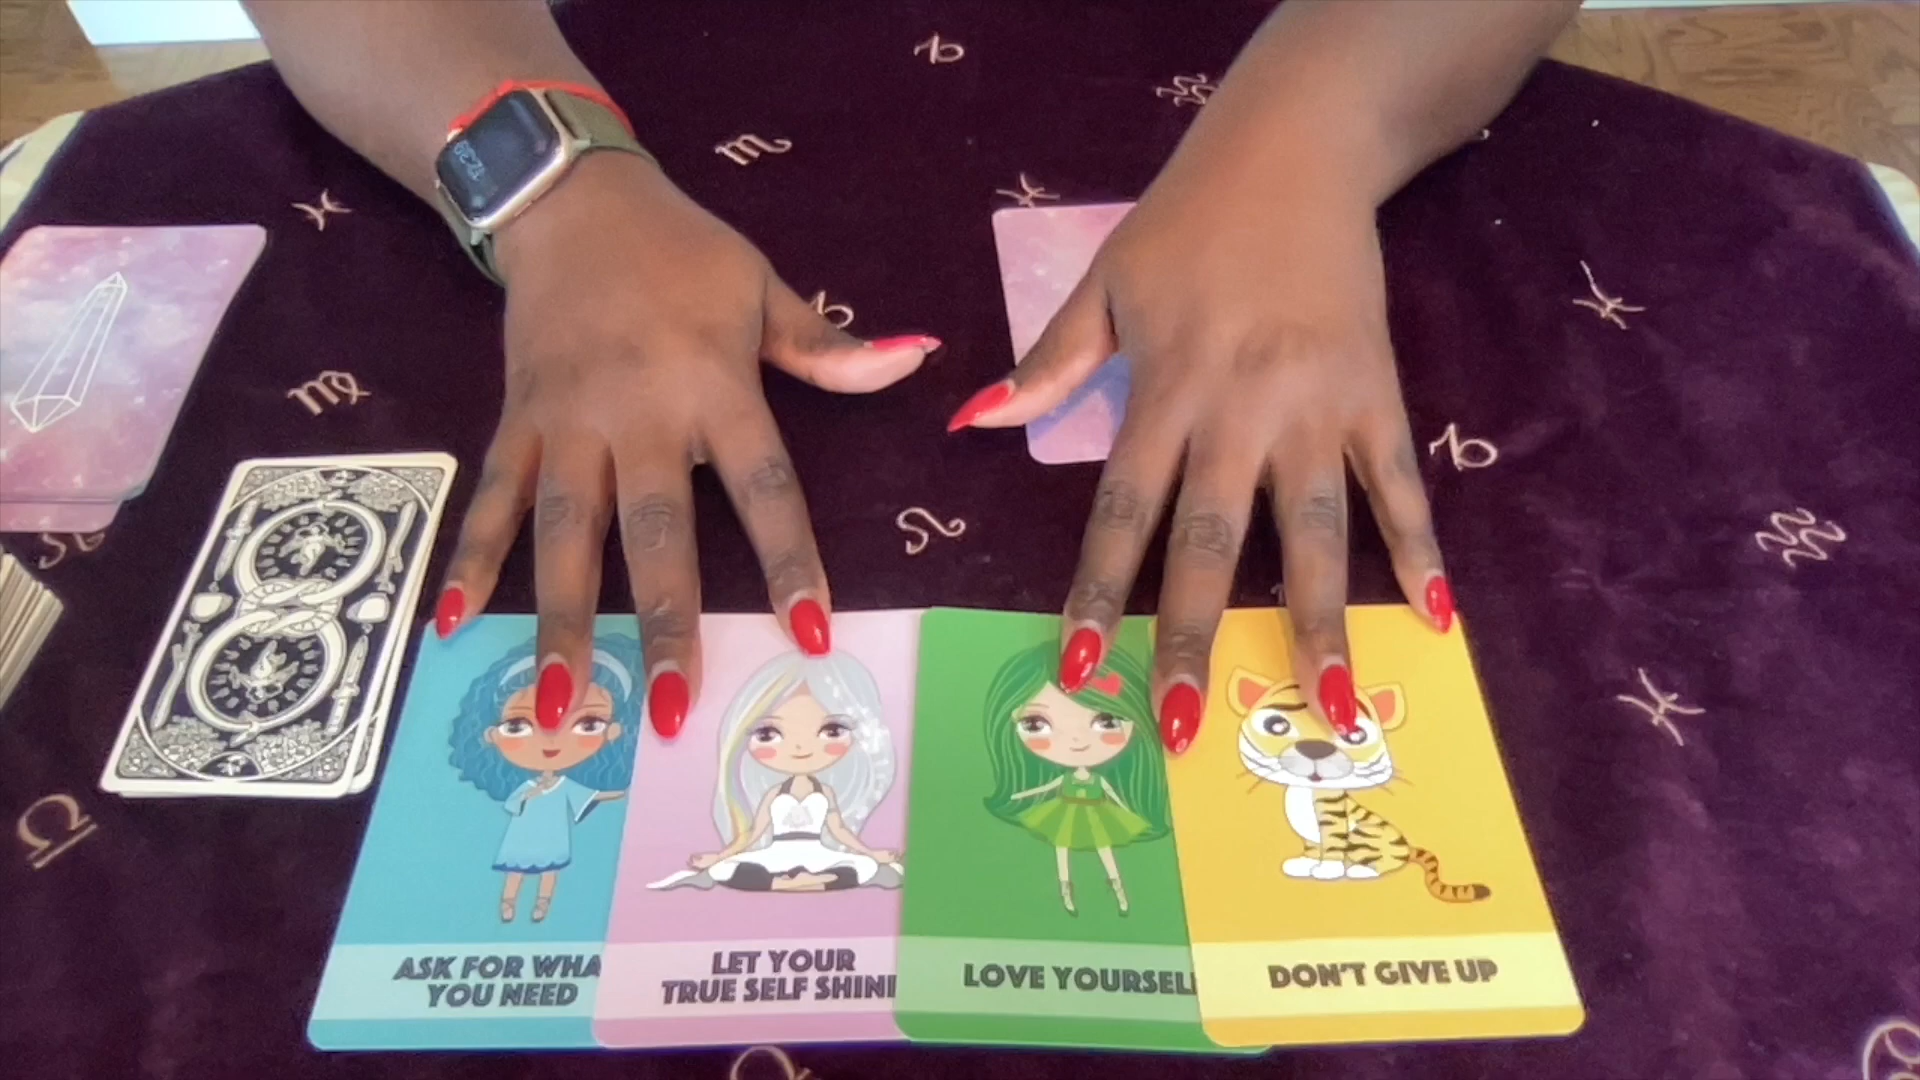 ASK FOR WHA
YOU NEED
LET YOUR
TRUE SELF SHIN
LOVE YOURSEL
DON'T GIVE UP